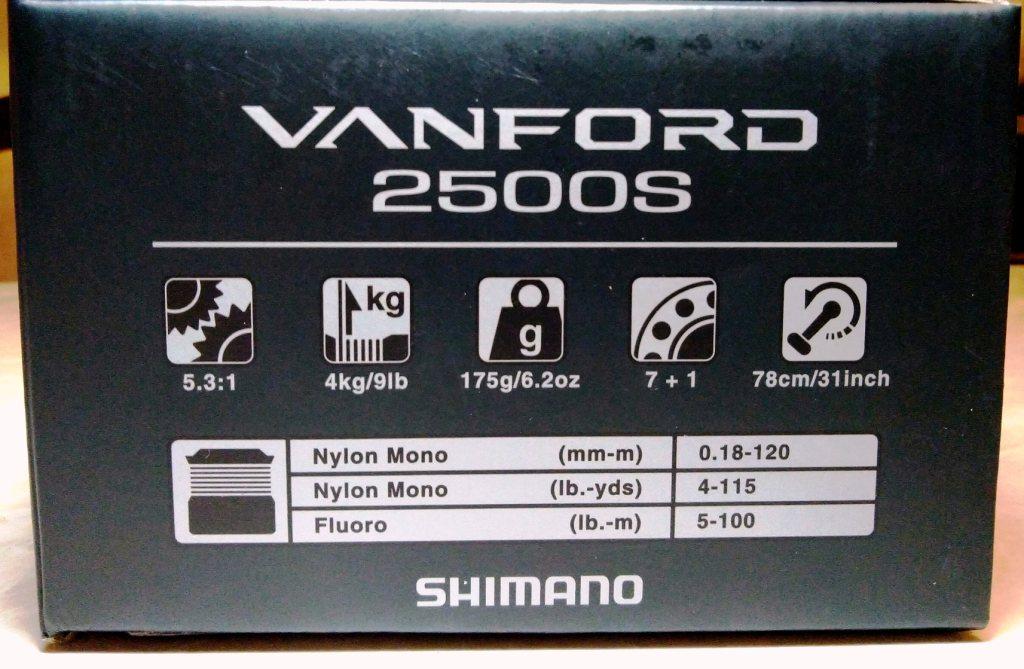 VANFORD
2500S
kg
g
5.3:1 4kg/9lb 175g/6.2oz 7 + 1 78cm/31inch
Nylon Mono (mm-m) 0.18-120
Nylon Mono (lb.-yds) 4-115
Fluoro (lb.-m) 5-100
SHIMANO